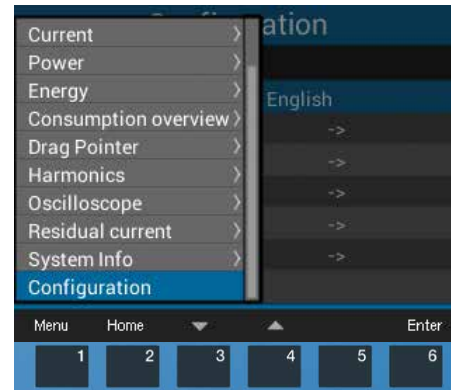 ation
Current
Power
Energy
English
Consumption overview
->
Drag Pointer
->
Harmonics
->
Oscilloscope
->
Residual current
->
System Info
Configuration
Menu Home Enter
1 2 3 4 5 6